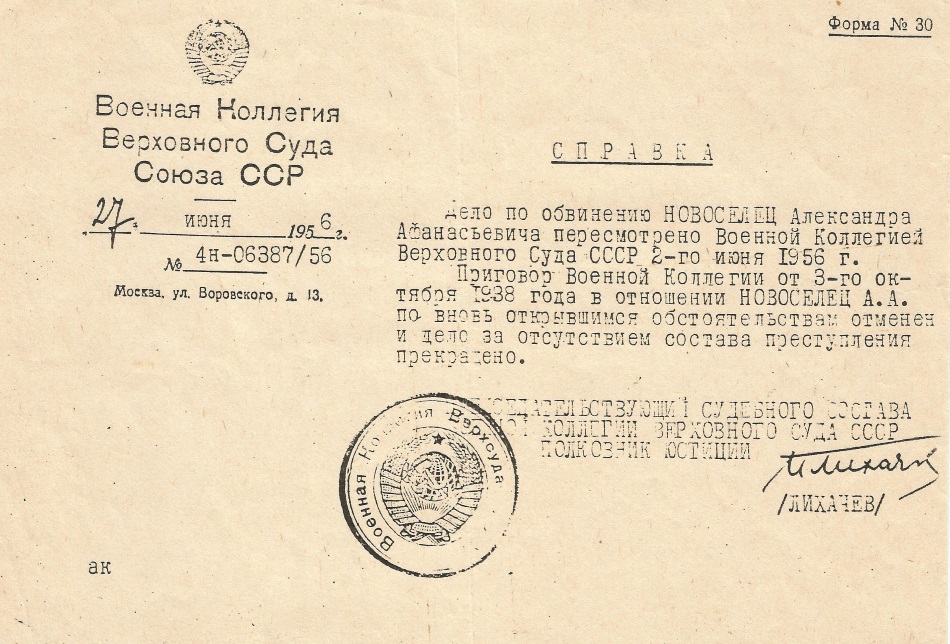 Форма № 30
Военная Коллегия
Верховного Суда
Союза ССР
27. июня 1956 г.
№ 4н-06387/56
Москва, ул. Воровского, д. 13.
СПРАВКА
Дело по обвинению НОВОСЕЛЕЦ Александра
Афанасьевича пересмотрено Военной Коллегией
Верховного Суда СССР 2-го июня 1956 г.
Приговор Военной Коллегии от 3-го ок-
тября 1938 года в отношении НОВОСЕЛЕЦ А.А.
по вновь открывшимся обстоятельствам отменен
и дело за отсутствием состава преступления
прекращено.
СЕДАТЕЛЬСТВУЮЩИЙ СУДЕБНОГО СОСТАВА
НОЙ КОЛЛЕГИИ ВЕРХОВНОГО СУДА СССР
ПОЛКОВНИК ЮСТИЦИИ
Лихачев
/ЛИХАЧЕВ/
Военная Коллегия Верхсуда
ак